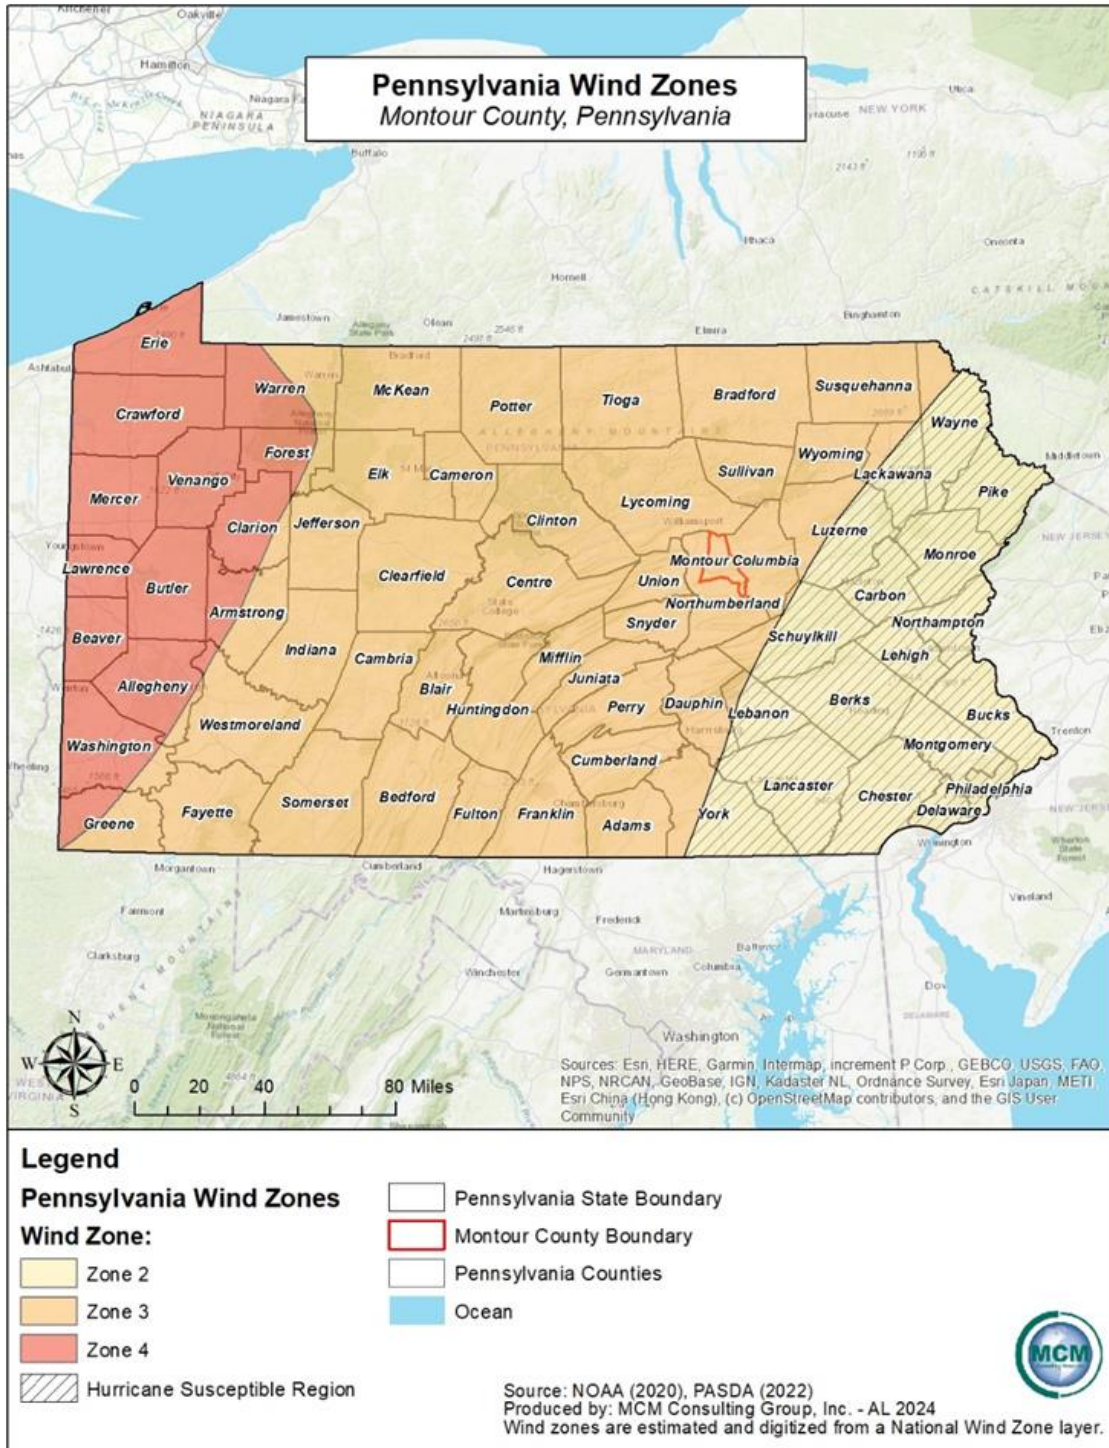 Kitchener
Oakville
Hamilton
NIAGARA
PENINSULA
Pennsylvania Wind Zones
Montour County, Pennsylvania
Utica
NEW YORK
Buffalo
2143 ft
Ithaca
Oneonta
Hornell
Jamestown
Olean
Elmira
Binghamton
Erie
Bradford
Warren
McKean
Potter
Tioga
Bradford
Susquehanna
Crawford
Wayne
Forest
Wyoming
Middletown
Venango
Elk
Cameron
Sullivan
Lackawana
Mercer
Lycoming
Pike
Clarion
Jefferson
Clinton
Williamsport
Luzerne
NEW JERSEY
Youngstown
Lawrence
Butler
Clearfield
Centre
Union
Montour Columbia
Monroe
Carbon
Armstrong
Northumberland
Snyder
Northampton
Beaver
Indiana
Cambria
Mifflin
Schuylkill
Lehigh
Allegheny
Blair
Juniata
Huntingdon
Perry
Dauphin
Lebanon
Berks
Bucks
Westmoreland
Trenton
Washington
Cumberland
Montgomery
Wheeling
Lancaster
Chester
Philadelphia
Delaware
Greene
Fayette
Somerset
Bedford
Fulton
Franklin
Adams
York
Wilmington
Morgantown
Cumberland
Hagerstown
Vineland
Fairmont
Martinsburg
Frederick
MARYLAND
Clarksburg
Winchester
Germantown
Columbia
Washington
DELAWARE
N
W
E
S
0 20 40 80 Miles
Sources: Esri, HERE, Garmin, Intermap, increment P Corp., GEBCO, USGS, FAO,
NPS, NRCAN, GeoBase, IGN, Kadaster NL, Ordnance Survey, Esri Japan, METI,
Esri China (Hong Kong), (c) OpenStreetMap contributors, and the GIS User
Community
Legend
Pennsylvania Wind Zones
Wind Zone:
Zone 2
Zone 3
Zone 4
Hurricane Susceptible Region
Pennsylvania State Boundary
Montour County Boundary
Pennsylvania Counties
Ocean
MCM
Source: NOAA (2020), PASDA (2022)
Produced by: MCM Consulting Group, Inc. - AL 2024
Wind zones are estimated and digitized from a National Wind Zone layer.